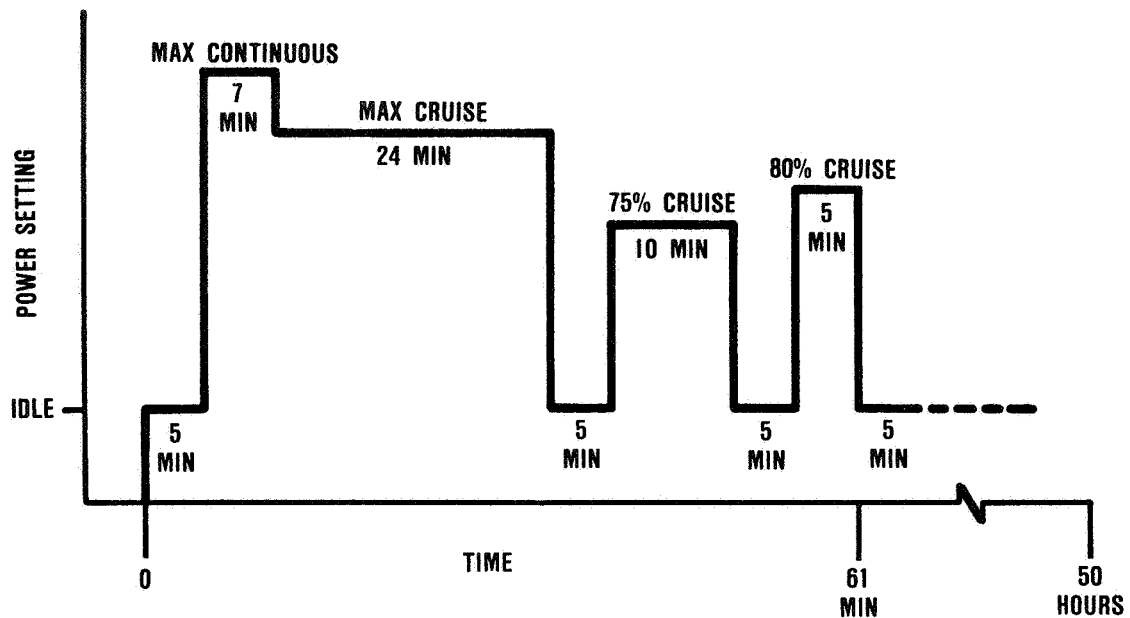 MAX CONTINUOUS
7
MIN
MAX CRUISE
24 MIN
80% CRUISE
5
MIN
75% CRUISE
10 MIN
POWER SETTING
IDLE
5
MIN
5
MIN
5
MIN
5
MIN
TIME
0
61
MIN
50
HOURS